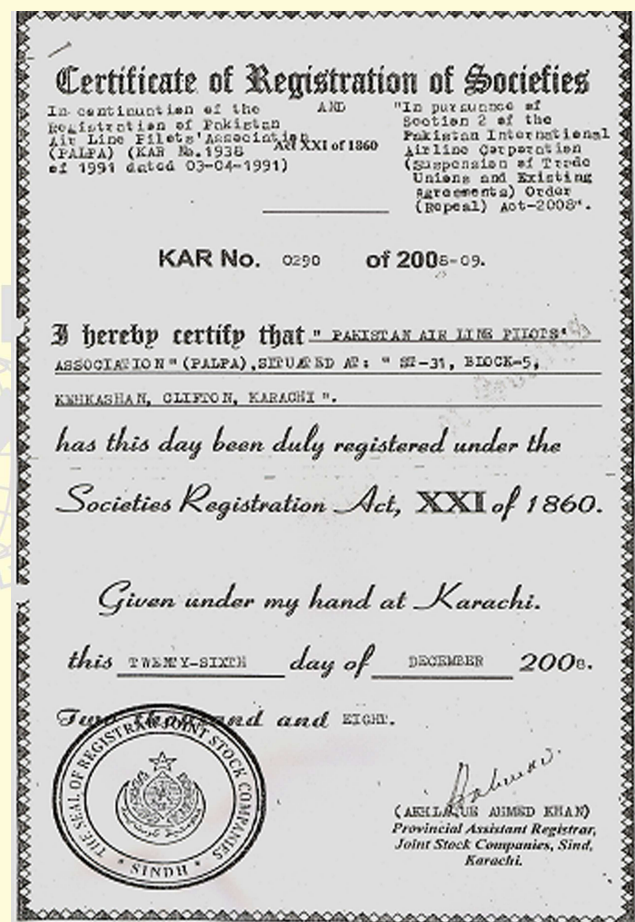 Certificate of Registration of Societies
In continuation of the
Registration of Pakistan
Air Line Pilots' Association
(PALPA) (KAR No.1938
of 1991 dated 03-04-1991)
AND
Act XXI of 1860
"In pursuance of
Section 2 of the
Pakistan International
Airline Corporation
(Suspension of Trade
Unions and Existing
Agreements) Order
(Repeal) Act-2008".
KAR No. 0290 of 2008-09.
I hereby certify that " PAKISTAN AIR LINE PILOTS'
ASSOCIATION" (PALPA),SITUATED AT: " ST-31, BLOCK-5,
KEHKASHAN, CLIFTON, KARACHI ".
has this day been duly registered under the
Societies Registration Act, XXI of 1860.
Given under my hand at Karachi.
this TWENTY-SIXTH day of DECEMBER 2008.
Two thousand and EIGHT.
THE SEAL OF REGISTRAR JOINT STOCK COMPANIES
* SINDH *
(AKHLAQUE AHMED KHAN)
Provincial Assistant Registrar,
Joint Stock Companies, Sind,
Karachi.